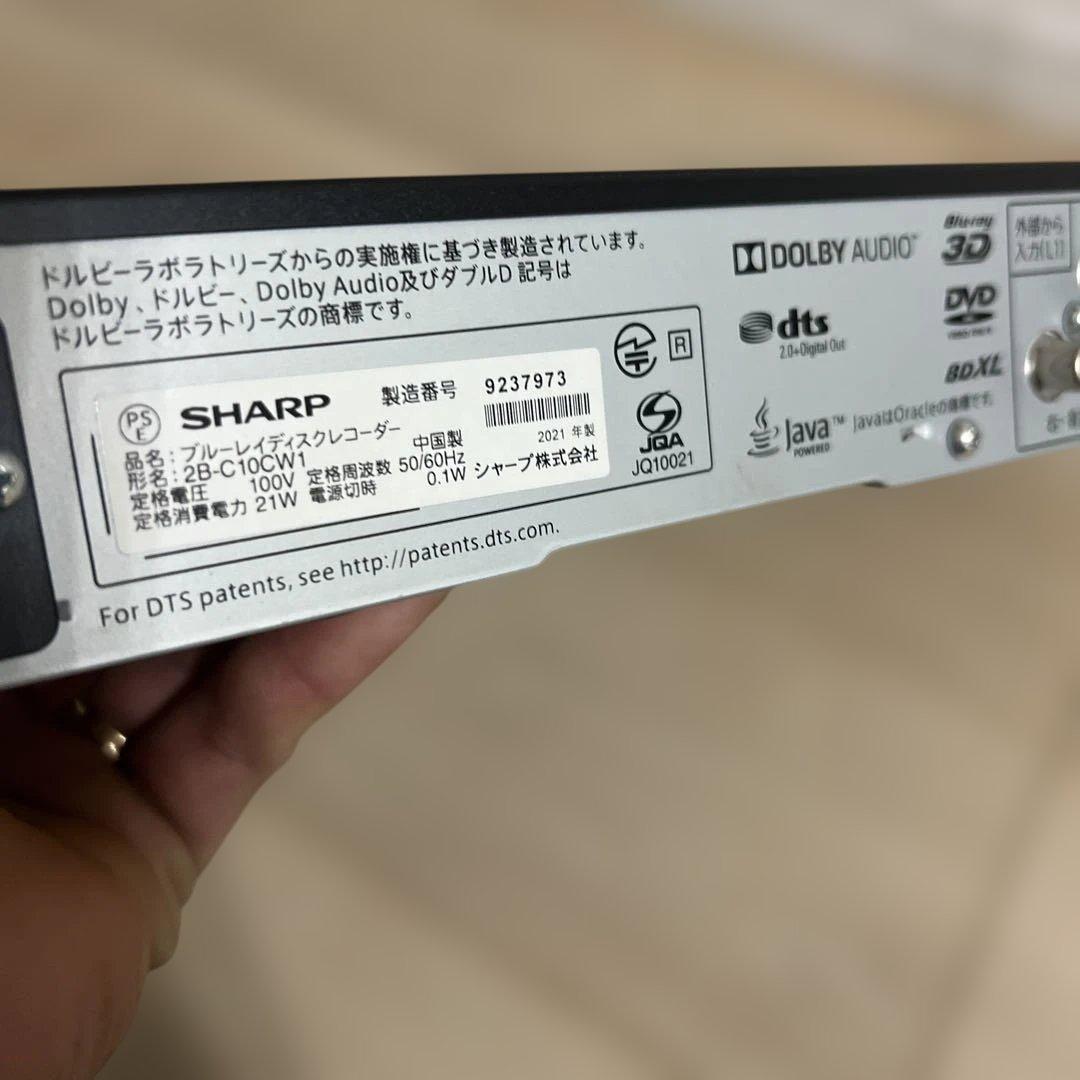 ドルビーラボラトリーズからの実施権に基づき製造されています。
Dolby、ドルビー、Dolby Audio及びダブルD 記号は
ドルビーラボラトリーズの商標です。
PS
E
SHARP
製造番号 9237973
品名:ブルーレイディスクレコーダー
中国製
2021 年製
形名:2B-C10CW1
定格電圧 100V 定格周波数 50/60Hz
シャープ株式会社
定格消費電力 21W 電源切時 0.1W
R
JQA
JQ10021
For DTS patents, see http://patents.dts.com.
DOLBY AUDIO™
dts
2.0+Digital Out
Java™
POWERED
JavaはOracleの商標です。
Blu-ray
3D
DVD
BDXL
外部から
入力(L1)